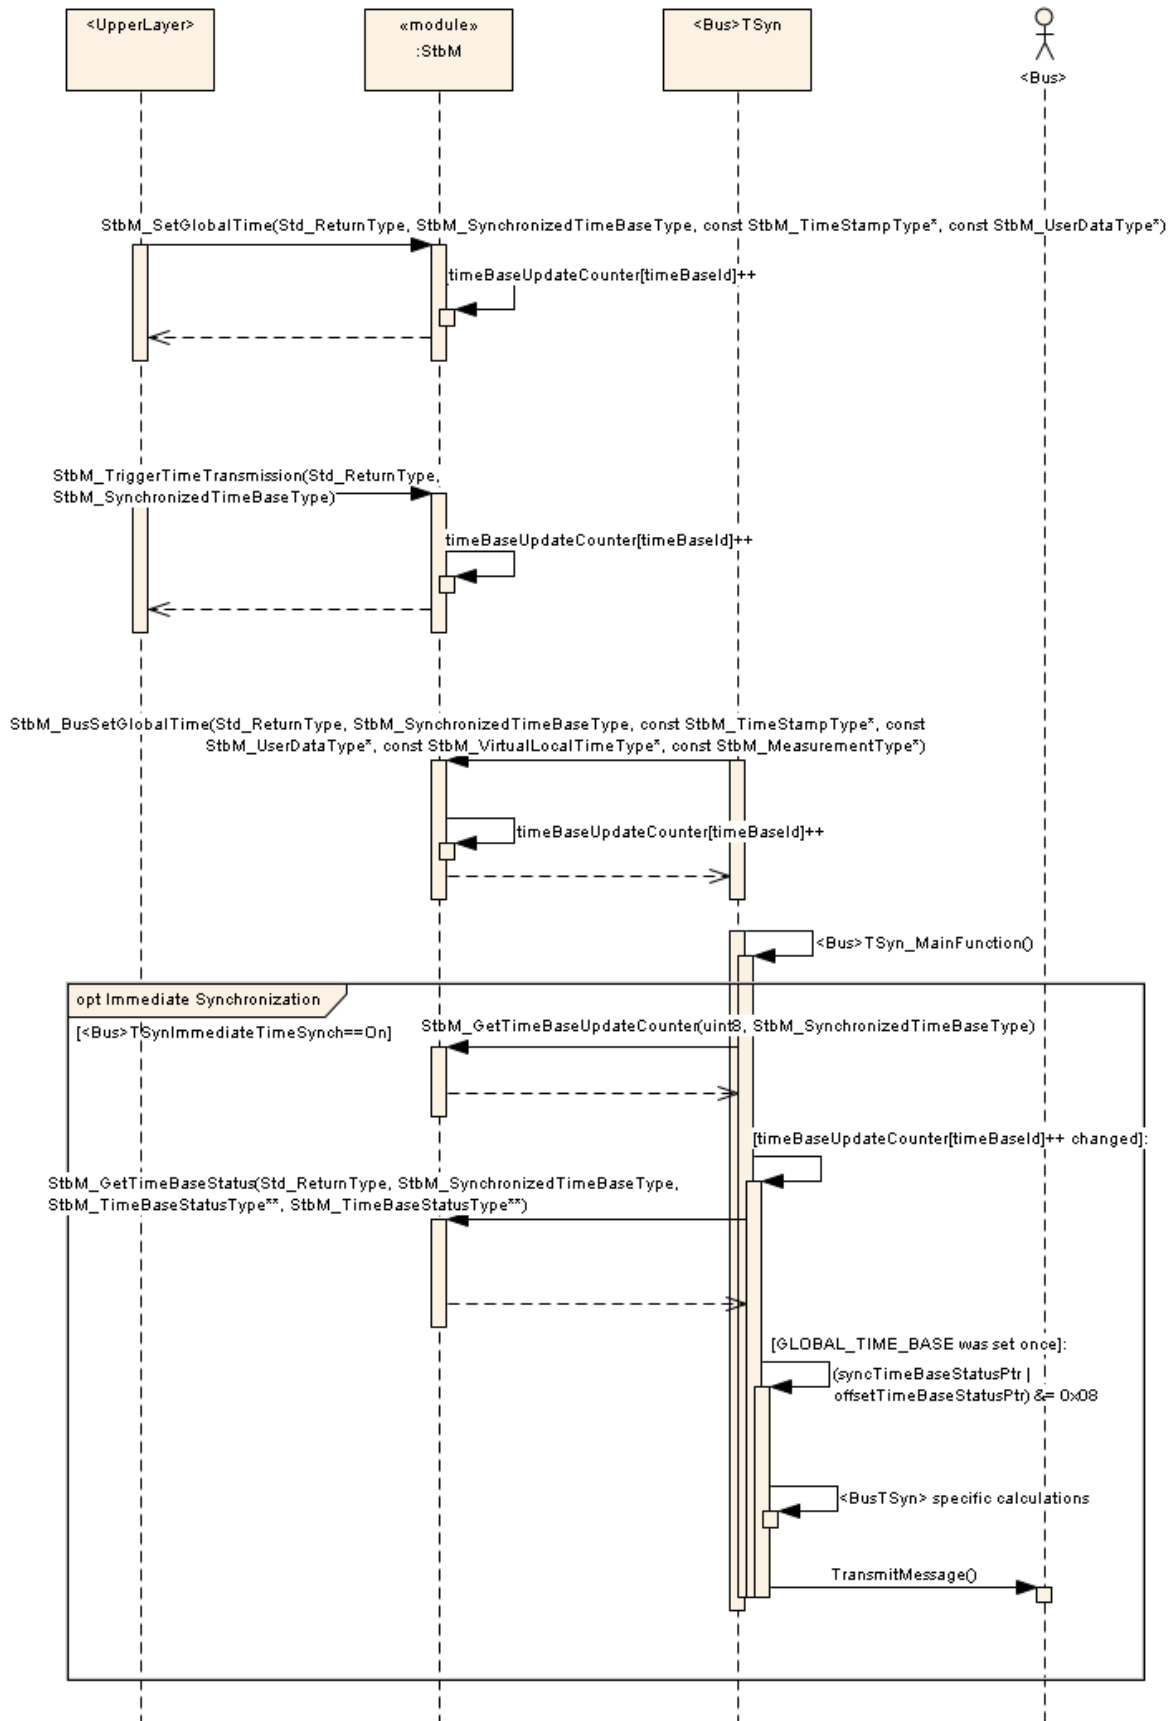 <UpperLayer>
«module»
:StbM
<Bus>TSyn
<Bus>
StbM_SetGlobalTime(Std_ReturnType, StbM_SynchronizedTimeBaseType, const StbM_TimeStampType*, const StbM_UserDataType*)
timeBaseUpdateCounter[timeBaseId]++
StbM_TriggerTimeTransmission(Std_ReturnType,
StbM_SynchronizedTimeBaseType)
timeBaseUpdateCounter[timeBaseId]++
StbM_BusSetGlobalTime(Std_ReturnType, StbM_SynchronizedTimeBaseType, const StbM_TimeStampType*, const
StbM_UserDataType*, const StbM_VirtualLocalTimeType*, const StbM_MeasurementType*)
timeBaseUpdateCounter[timeBaseId]++
<Bus>TSyn_MainFunction()
opt Immediate Synchronization
[<Bus>TSynImmediateTimeSynch==On]
StbM_GetTimeBaseUpdateCounter(uint8, StbM_SynchronizedTimeBaseType)
[timeBaseUpdateCounter[timeBaseId]++ changed]:
StbM_GetTimeBaseStatus(Std_ReturnType, StbM_SynchronizedTimeBaseType,
StbM_TimeBaseStatusType**, StbM_TimeBaseStatusType**)
[GLOBAL_TIME_BASE was set once]:
(syncTimeBaseStatusPtr |
offsetTimeBaseStatusPtr) &= 0x08
<BusTSyn> specific calculations
TransmitMessage()